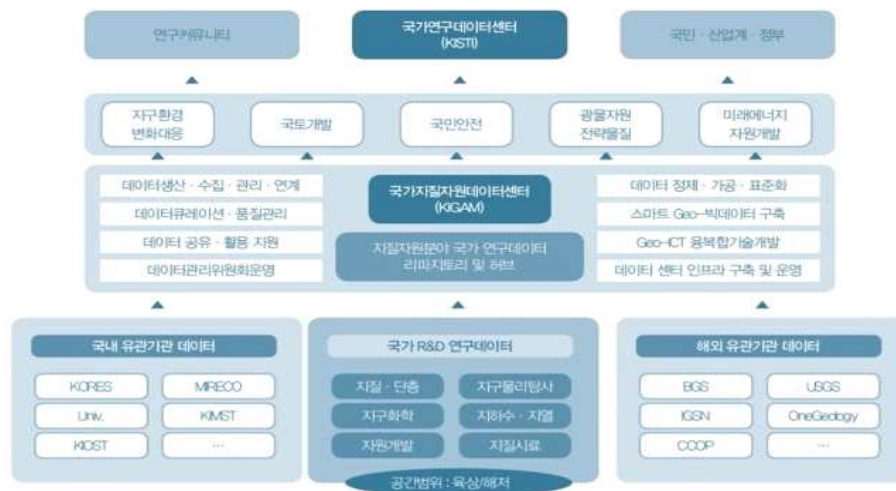 연구커뮤니티
국가연구데이터센터
(KISTI)
국민 · 산업계 · 정부
지구환경
변화대응
국토개발
국민안전
광물자원
전략물질
미래에너지
자원개발
데이터생산 · 수집 · 관리 · 연계
데이터큐레이션 · 품질관리
데이터 공유 · 활용 지원
데이터관리위원회운영
국가지질자원데이터센터
(KIGAM)
지질자원분야 국가 연구데이터
리파지토리 및 허브
데이터 정제 · 가공 · 표준화
스마트 Geo-빅데이터 구축
Geo-ICT 융복합기술개발
데이터 센터 인프라 구축 및 운영
국내 유관기관 데이터
KORES
MIRECO
Univ.
KIMST
KIOST
...
국가 R&D 연구데이터
지질 · 단층
지구물리탐사
지구화학
지하수 · 지열
자원개발
지질시료
공간범위 : 육상/해저
해외 유관기관 데이터
BGS
USGS
IGSN
OneGeology
CCOP
...